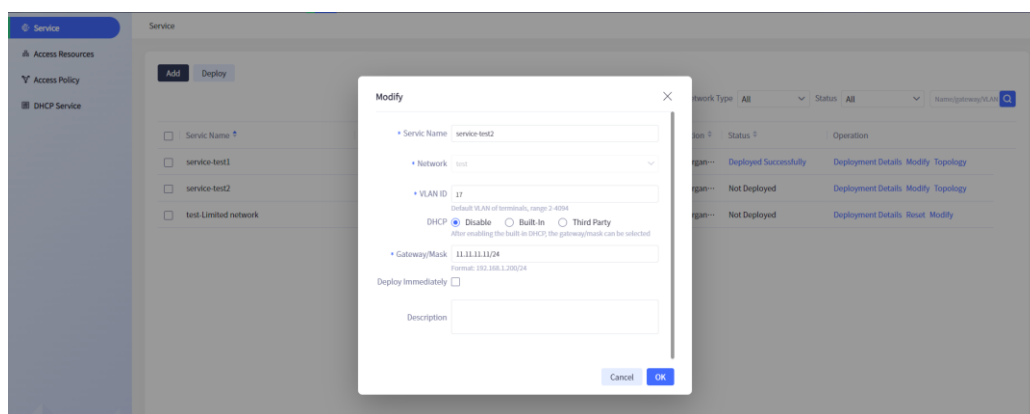 Service
Service
Access Resources
Access Policy
DHCP Service
Add
Deploy
Modify
Type All
Status All
Servic Name
Status
Operation
service-test1
Deployed Successfully
Deployment Details Modify Topology
service-test2
Not Deployed
Deployment Details Modify Topology
test-Limited network
Not Deployed
Deployment Details Reset Modify
* Servic Name service-test2
* Network test
* VLAN ID 17
Default VLAN of terminals, range 2-4094
DHCP Disable Built-In Third Party
After enabling the built-in DHCP, the gateway/mask can be selected
* Gateway/Mask 11.11.11.11/24
Format: 192.168.1.200/24
Deploy Immediately
Description
Cancel OK